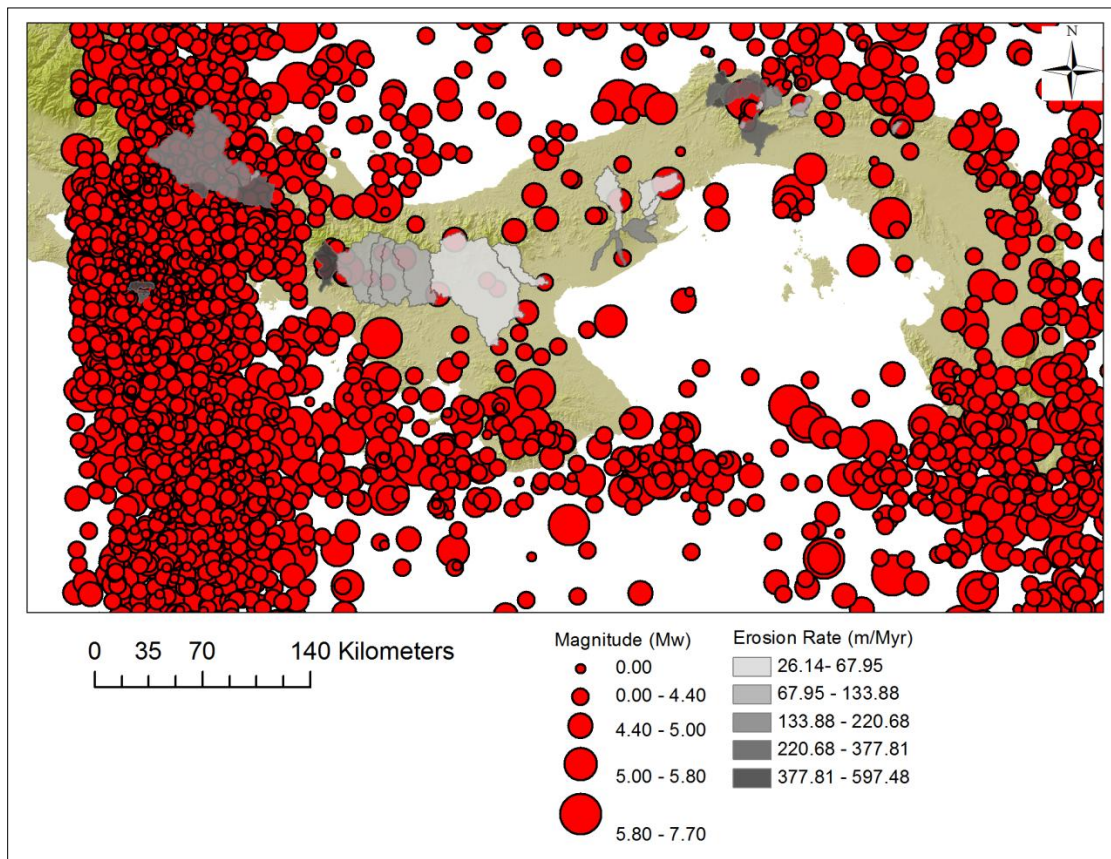 N
0 35 70 140 Kilometers
Magnitude (Mw)
0.00
0.00 - 4.40
4.40 - 5.00
5.00 - 5.80
5.80 - 7.70
Erosion Rate (m/Myr)
26.14- 67.95
67.95 - 133.88
133.88 - 220.68
220.68 - 377.81
377.81 - 597.48